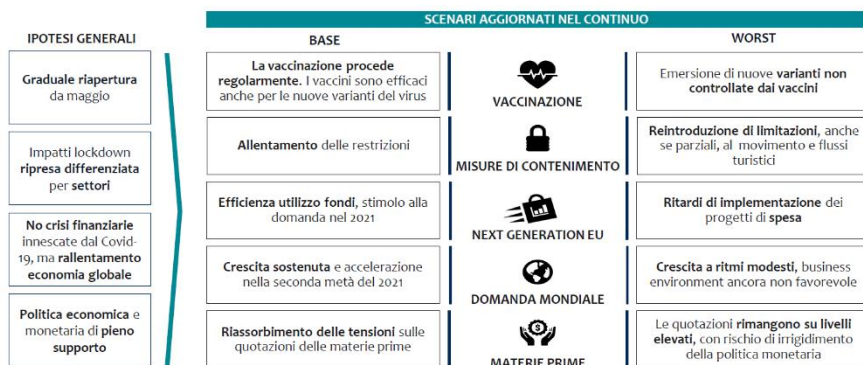 SCENARI AGGIORNATI NEL CONTINUO
IPOTESI GENERALI
BASE
WORST
Graduale riapertura
da maggio
Impatti lockdown
ripresa differenziata
per settori
No crisi finanziarie
innescate dal Covid-
19, ma rallentamento
economia globale
Politica economica e
monetaria di pieno
supporto
La vaccinazione procede
regolarmente. I vaccini sono efficaci
anche per le nuove varianti del virus
VACCINAZIONE
Emersione di nuove varianti non
controllate dai vaccini
Allentamento delle restrizioni
MISURE DI CONTENIMENTO
Reintroduzione di limitazioni, anche
se parziali, al movimento e flussi
turistici
Efficienza utilizzo fondi, stimolo alla
domanda nel 2021
NEXT GENERATION EU
Ritardi di implementazione dei
progetti di spesa
Crescita sostenuta e accelerazione
nella seconda metà del 2021
DOMANDA MONDIALE
Crescita a ritmi modesti, business
environment ancora non favorevole
Riassorbimento delle tensioni sulle
quotazioni delle materie prime
MATERIE PRIME
Le quotazioni rimangono su livelli
elevati, con rischio di irrigidimento
della politica monetaria